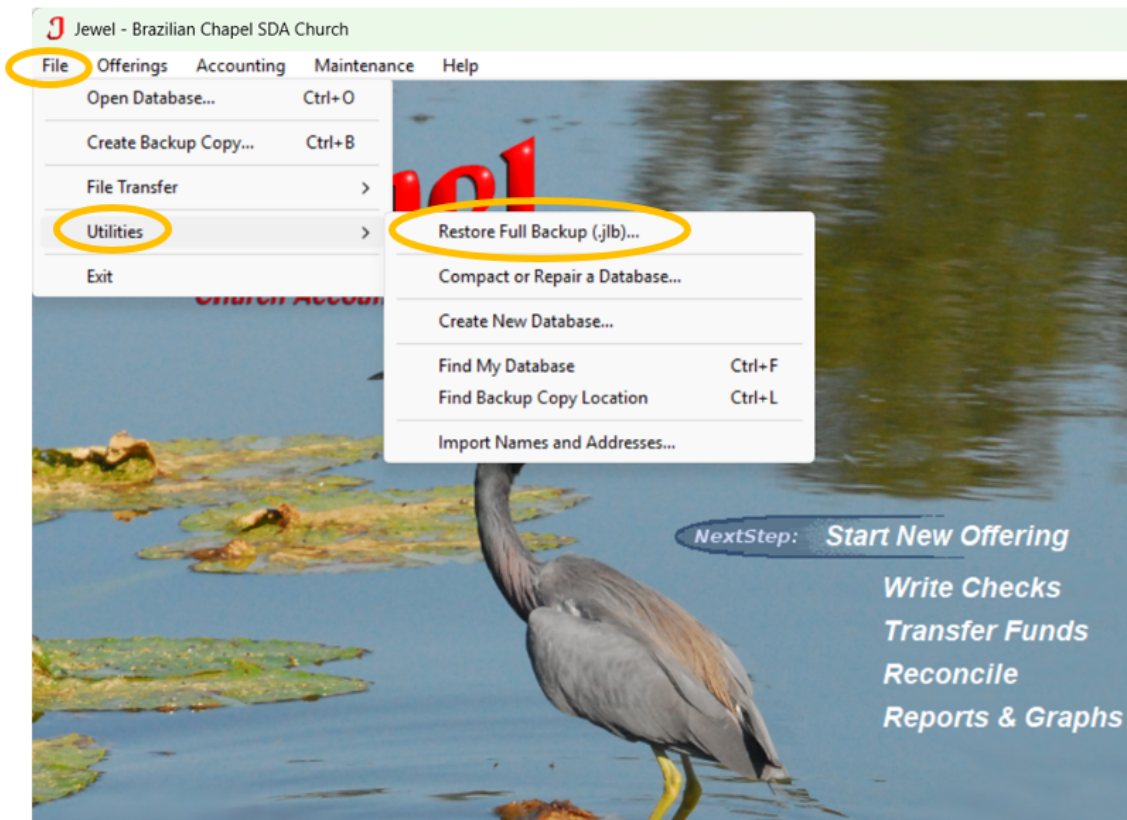 Jewel - Brazilian Chapel SDA Church
File Offerings Accounting Maintenance Help
Open Database... Ctrl+O
Create Backup Copy... Ctrl+B
File Transfer >
Utilities >
Exit
Restore Full Backup (.jlb)...
Compact or Repair a Database...
Create New Database...
Find My Database Ctrl+F
Find Backup Copy Location Ctrl+L
Import Names and Addresses...
Church
NextStep: Start New Offering
Write Checks
Transfer Funds
Reconcile
Reports & Graphs